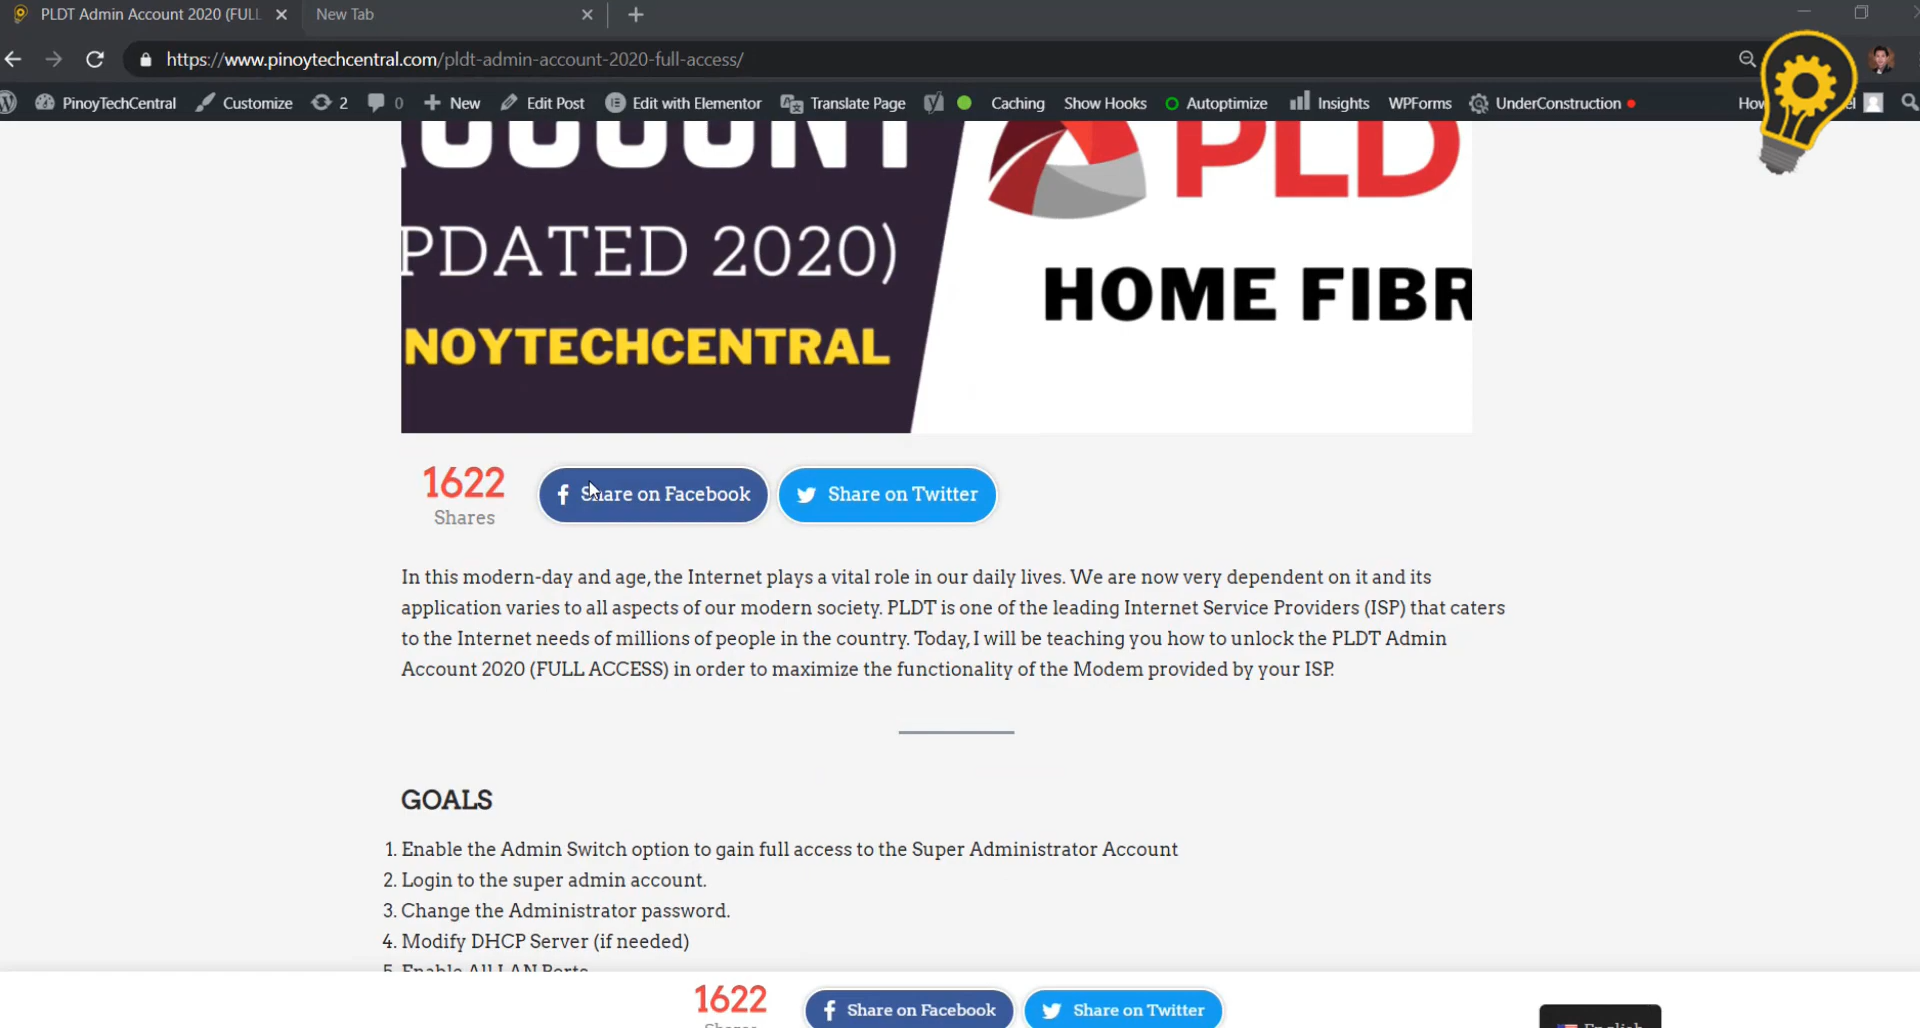 PLDT Admin Account 2020 (FULL
New Tab
https://www.pinoytechcentral.com/pldt-admin-account-2020-full-access/
PinoyTechCentral Customize 2 0 New Edit Post Edit with Elementor Translate Page Caching Show Hooks Autoptimize Insights WPForms UnderConstruction
ACCOUNT
PDATED 2020)
NOYTECHCENTRAL
PLD
HOME FIBR
1622
Shares
Share on Facebook
Share on Twitter
In this modern-day and age, the Internet plays a vital role in our daily lives. We are now very dependent on it and its
application varies to all aspects of our modern society. PLDT is one of the leading Internet Service Providers (ISP) that caters
to the Internet needs of millions of people in the country. Today, I will be teaching you how to unlock the PLDT Admin
Account 2020 (FULL ACCESS) in order to maximize the functionality of the Modem provided by your ISP.
GOALS
1. Enable the Admin Switch option to gain full access to the Super Administrator Account
2. Login to the super admin account.
3. Change the Administrator password.
4. Modify DHCP Server (if needed)
5. Enable All LAN Ports
1622
Shares
Share on Facebook
Share on Twitter
English